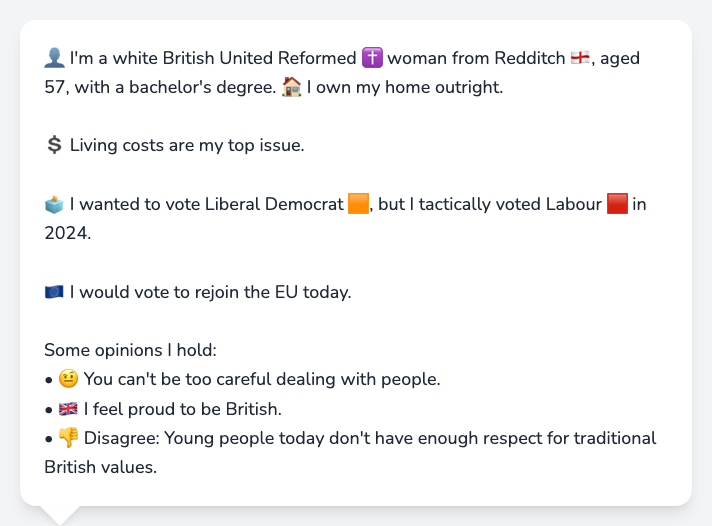 👤 I'm a white British United Reformed ✝️ woman from Redditch 🏴󠁧󠁢󠁥󠁮󠁧󠁿, aged
57, with a bachelor's degree. 🏠 I own my home outright.
💲 Living costs are my top issue.
🗳️ I wanted to vote Liberal Democrat 🟧, but I tactically voted Labour 🟥 in
2024.
🇪🇺 I would vote to rejoin the EU today.
Some opinions I hold:
• 🤨 You can't be too careful dealing with people.
• 🇬🇧 I feel proud to be British.
• 👎 Disagree: Young people today don't have enough respect for traditional
British values.